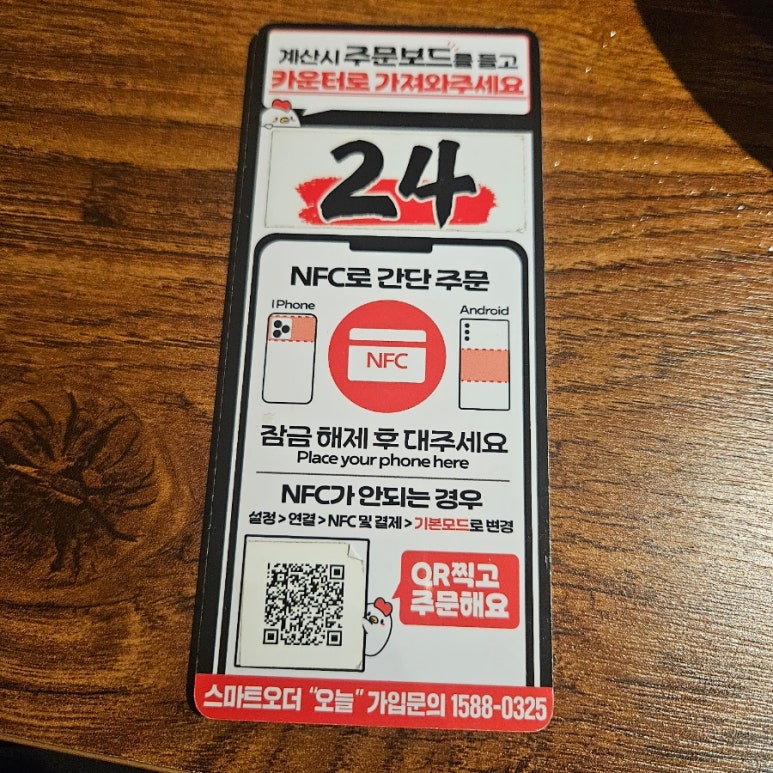 계산시 주문보드를 들고
카운터로 가져와주세요
24
NFC로 간단 주문
iPhone
Android
NFC
잠금 해제 후 대주세요
Place your phone here
NFC가 안되는 경우
설정 > 연결 > NFC 및 결제 > 기본모드로 변경
QR찍고
주문해요
스마트오더 "오늘" 가입문의 1588-0325